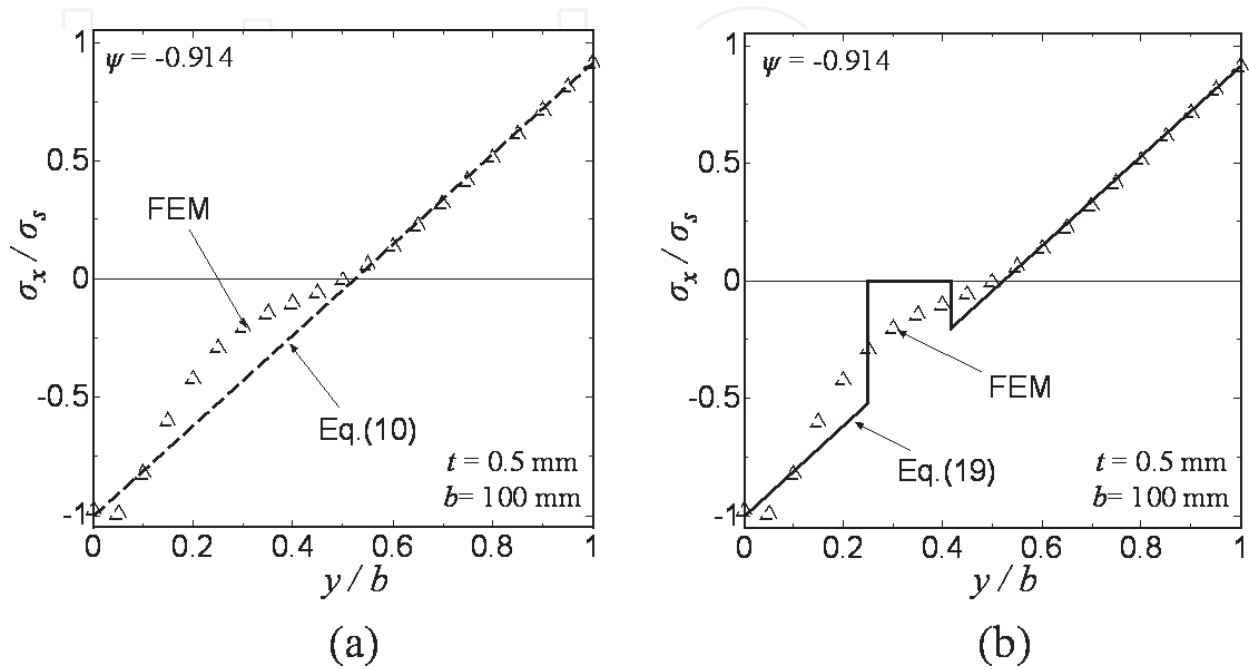 ψ = -0.914
1
0.5
0
-0.5
-1
σx / σs
FEM
Eq.(10)
t = 0.5 mm
b= 100 mm
0 0.2 0.4 0.6 0.8 1
y / b
(a)
ψ = -0.914
1
0.5
0
-0.5
-1
σx / σs
FEM
Eq.(19)
t = 0.5 mm
b= 100 mm
0 0.2 0.4 0.6 0.8 1
y / b
(b)